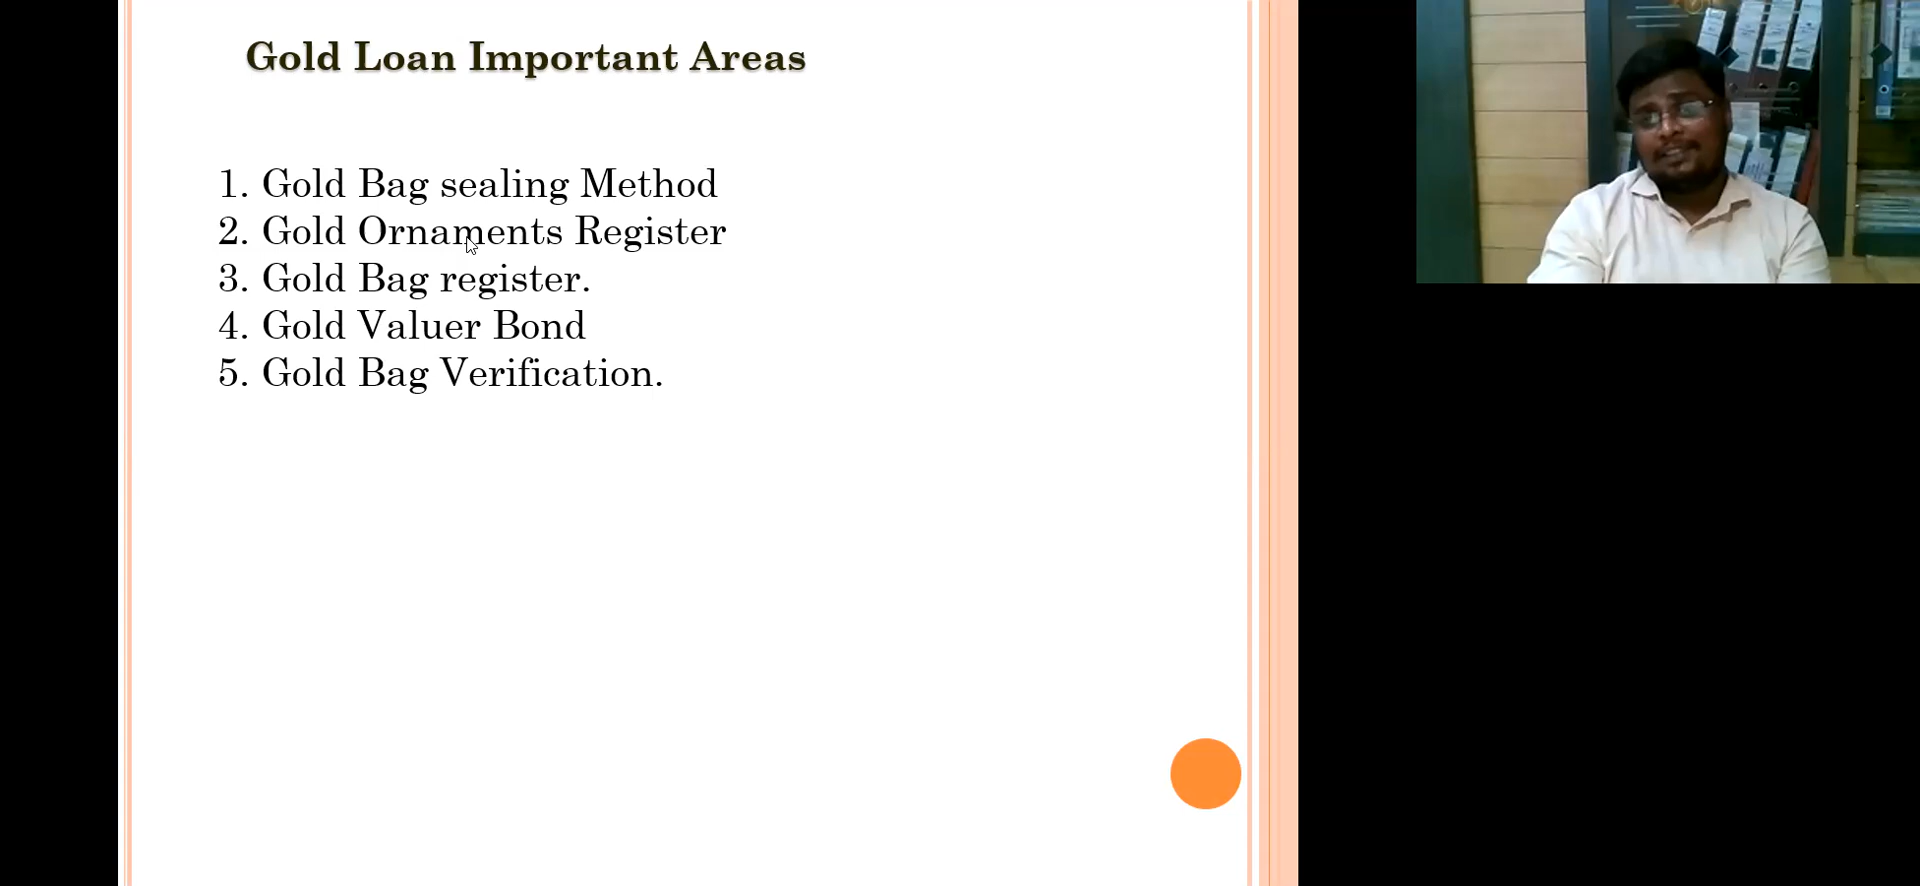 Gold Loan Important Areas
1. Gold Bag sealing Method
2. Gold Ornaments Register
3. Gold Bag register.
4. Gold Valuer Bond
5. Gold Bag Verification.